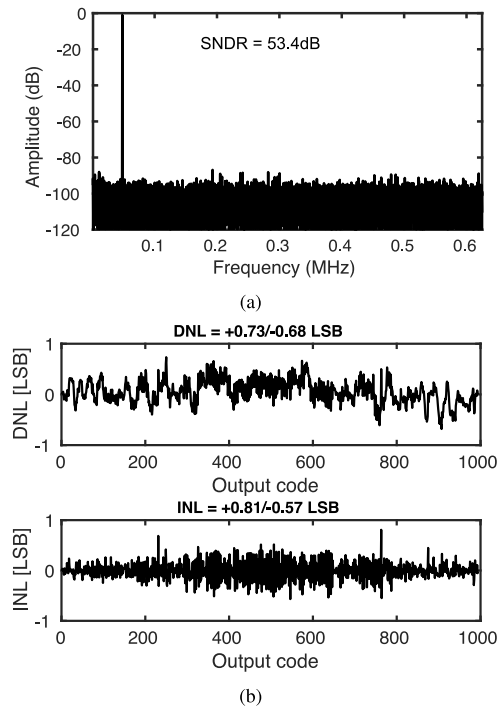 0
-20
-40
-60
-80
-100
-120
Amplitude (dB)
SNDR = 53.4dB
0.1 0.2 0.3 0.4 0.5 0.6
Frequency (MHz)
(a)
DNL = +0.73/-0.68 LSB
1
0
-1
DNL [LSB]
0 200 400 600 800 1000
Output code
INL = +0.81/-0.57 LSB
1
0
-1
INL [LSB]
0 200 400 600 800 1000
Output code
(b)